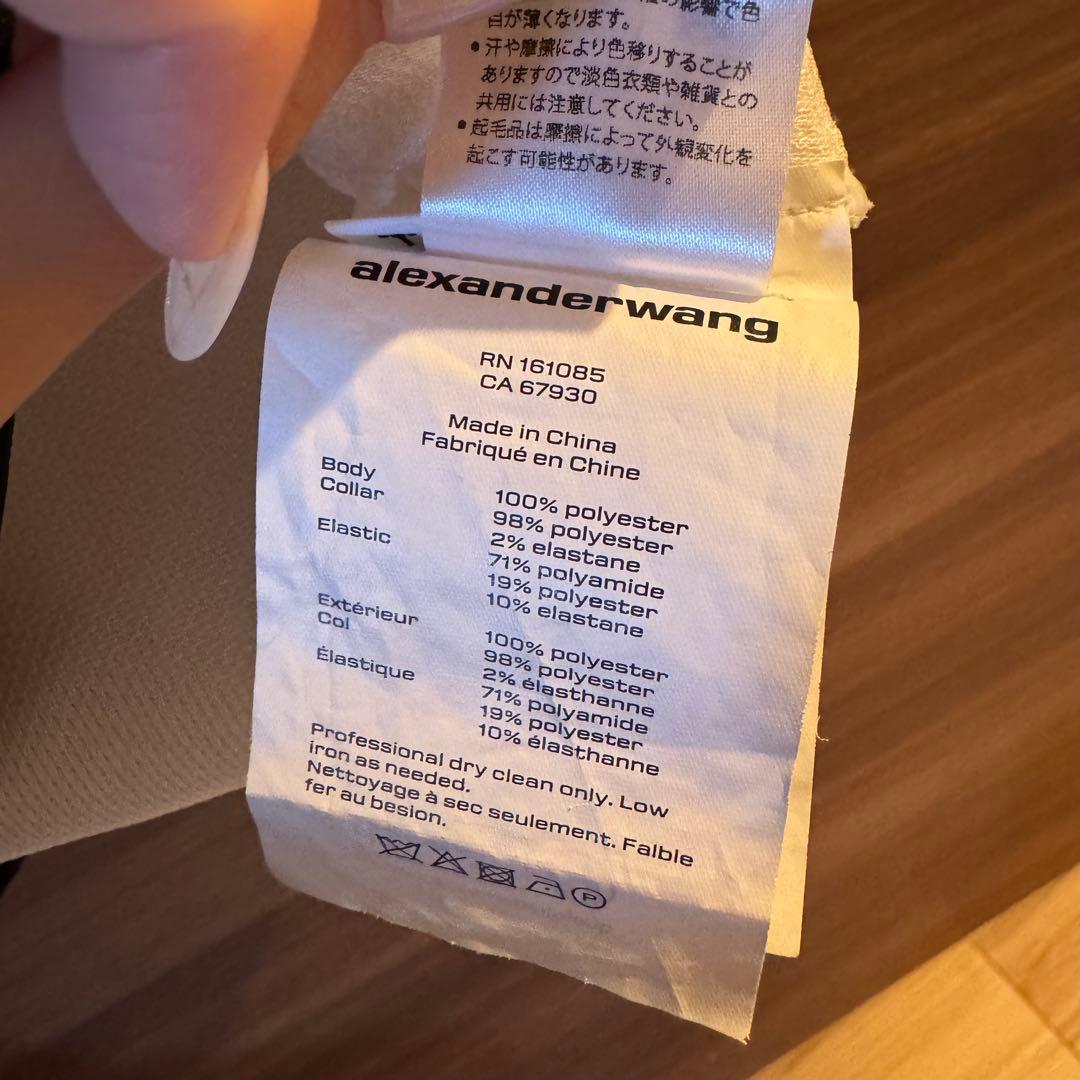 影響で色
目が薄くなります。
•汗や摩擦により色移りすることが
ありますので淡色衣類や雑貨との
共用には注意してください。
•起毛品は摩擦によって外観変化を
起こす可能性があります。
alexanderwang
RN 161085
CA 67930
Made in China
Fabriqué en Chine
Body 100% polyester
Collar 98% polyester
2% elastane
Elastic 71% polyamide
19% polyester
10% elastane
Extérieur 100% polyester
Col 98% polyester
2% élasthanne
Élastique 71% polyamide
19% polyester
10% élasthanne
Professional dry clean only. Low
iron as needed.
Nettoyage à sec seulement. Falble
fer au besion.
P